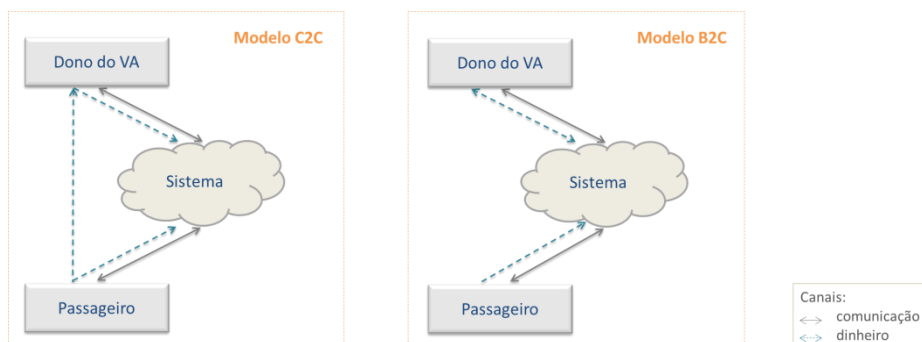 Modelo C2C
Dono do VA
Sistema
Passageiro
Modelo B2C
Dono do VA
Sistema
Passageiro
Canais:
comunicação
dinheiro